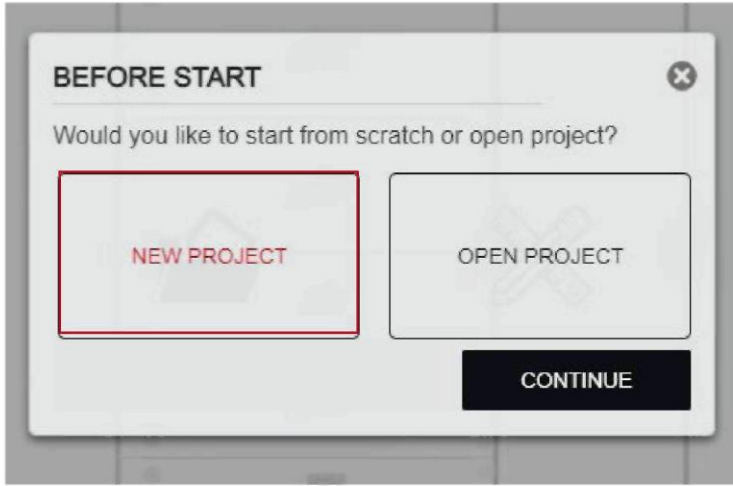 BEFORE START
Would you like to start from scratch or open project?
NEW PROJECT
OPEN PROJECT
CONTINUE